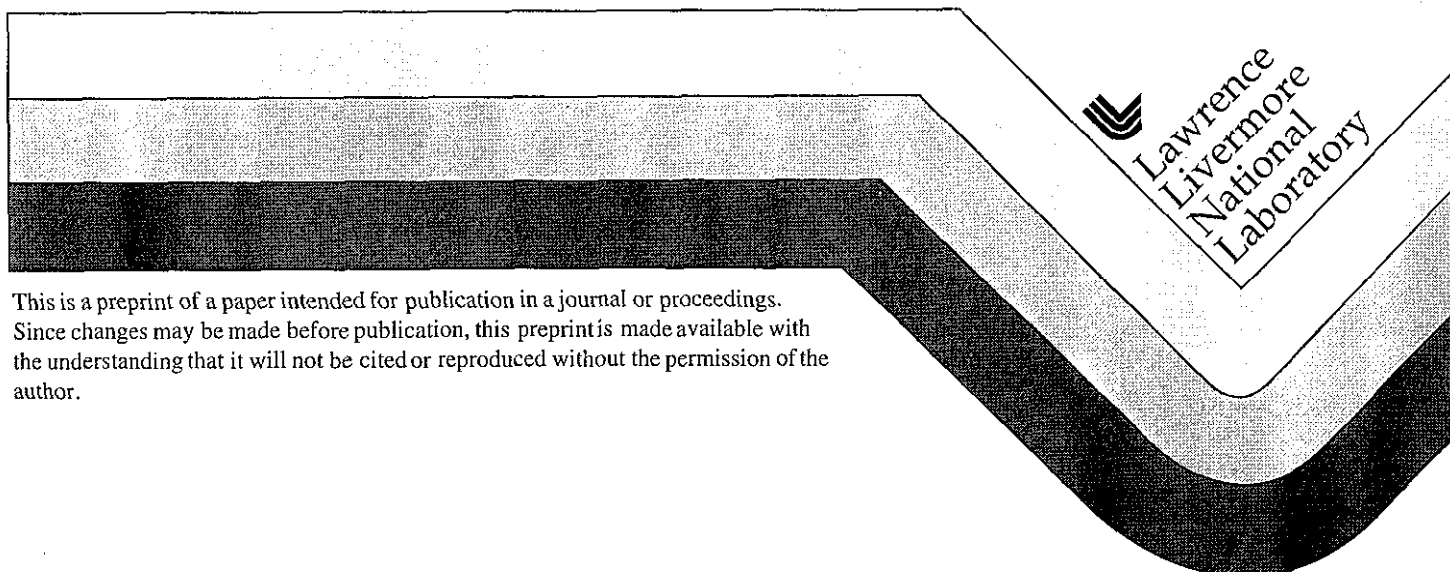 Lawrence
Livermore
National
Laboratory
This is a preprint of a paper intended for publication in a journal or proceedings.
Since changes may be made before publication, this preprint is made available with
the understanding that it will not be cited or reproduced without the permission of the
author.